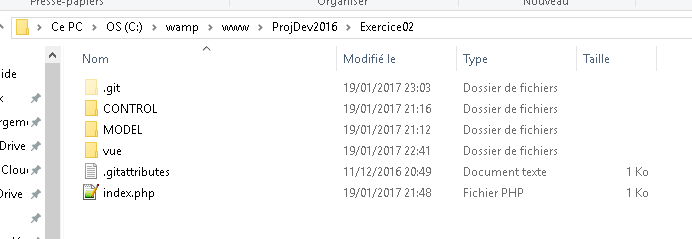 Presse-papiers Organiser Nouveau
Ce PC > OS (C:) > wamp > www > ProjDev2016 > Exercice02
Nom Modifié le Type Taille
.git 19/01/2017 23:03 Dossier de fichiers
CONTROL 19/01/2017 21:16 Dossier de fichiers
MODEL 19/01/2017 21:12 Dossier de fichiers
vue 19/01/2017 22:41 Dossier de fichiers
.gitattributes 11/12/2016 20:49 Document texte 1 Ko
index.php 19/01/2017 21:48 Fichier PHP 1 Ko
ide
k
rgem
Drive
Cloud
Drive